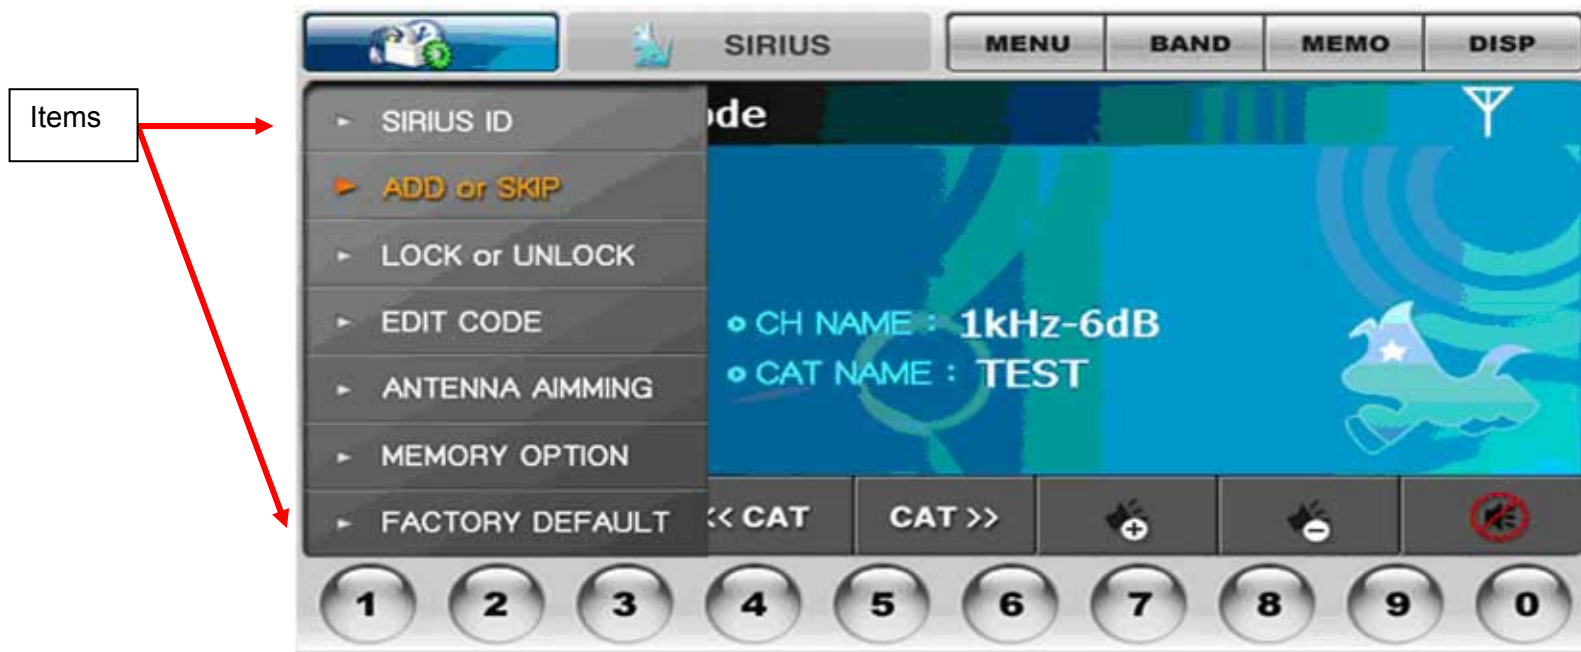 SIRIUS MENU BAND MEMO DISP
Items
SIRIUS ID
ode
ADD or SKIP
LOCK or UNLOCK
EDIT CODE
CH NAME : 1kHz-6dB
CAT NAME : TEST
ANTENNA AIMMING
MEMORY OPTION
FACTORY DEFAULT
<< CAT CAT >>
1 2 3 4 5 6 7 8 9 0